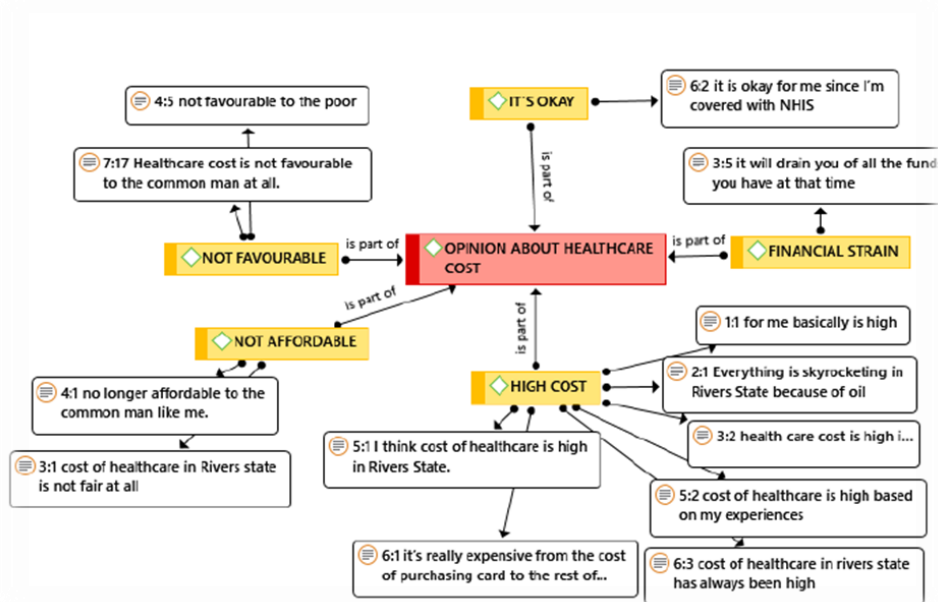 4:5 not favourable to the poor
IT'S OKAY
6:2 it is okay for me since I'm
covered with NHIS
7:17 Healthcare cost is not favourable
to the common man at all.
is part of
3:5 it will drain you of all the fund
you have at that time
NOT FAVOURABLE
is part of
OPINION ABOUT HEALTHCARE
COST
is part of
FINANCIAL STRAIN
is part of
NOT AFFORDABLE
is part of
1:1 for me basically is high
HIGH COST
2:1 Everything is skyrocketing in
Rivers State because of oil
4:1 no longer affordable to the
common man like me.
3:2 health care cost is high i...
5:1 I think cost of healthcare is high
in Rivers State.
3:1 cost of healthcare in Rivers state
is not fair at all
5:2 cost of healthcare is high based
on my experiences
6:1 it's really expensive from the cost
of purchasing card to the rest of...
6:3 cost of healthcare in rivers state
has always been high